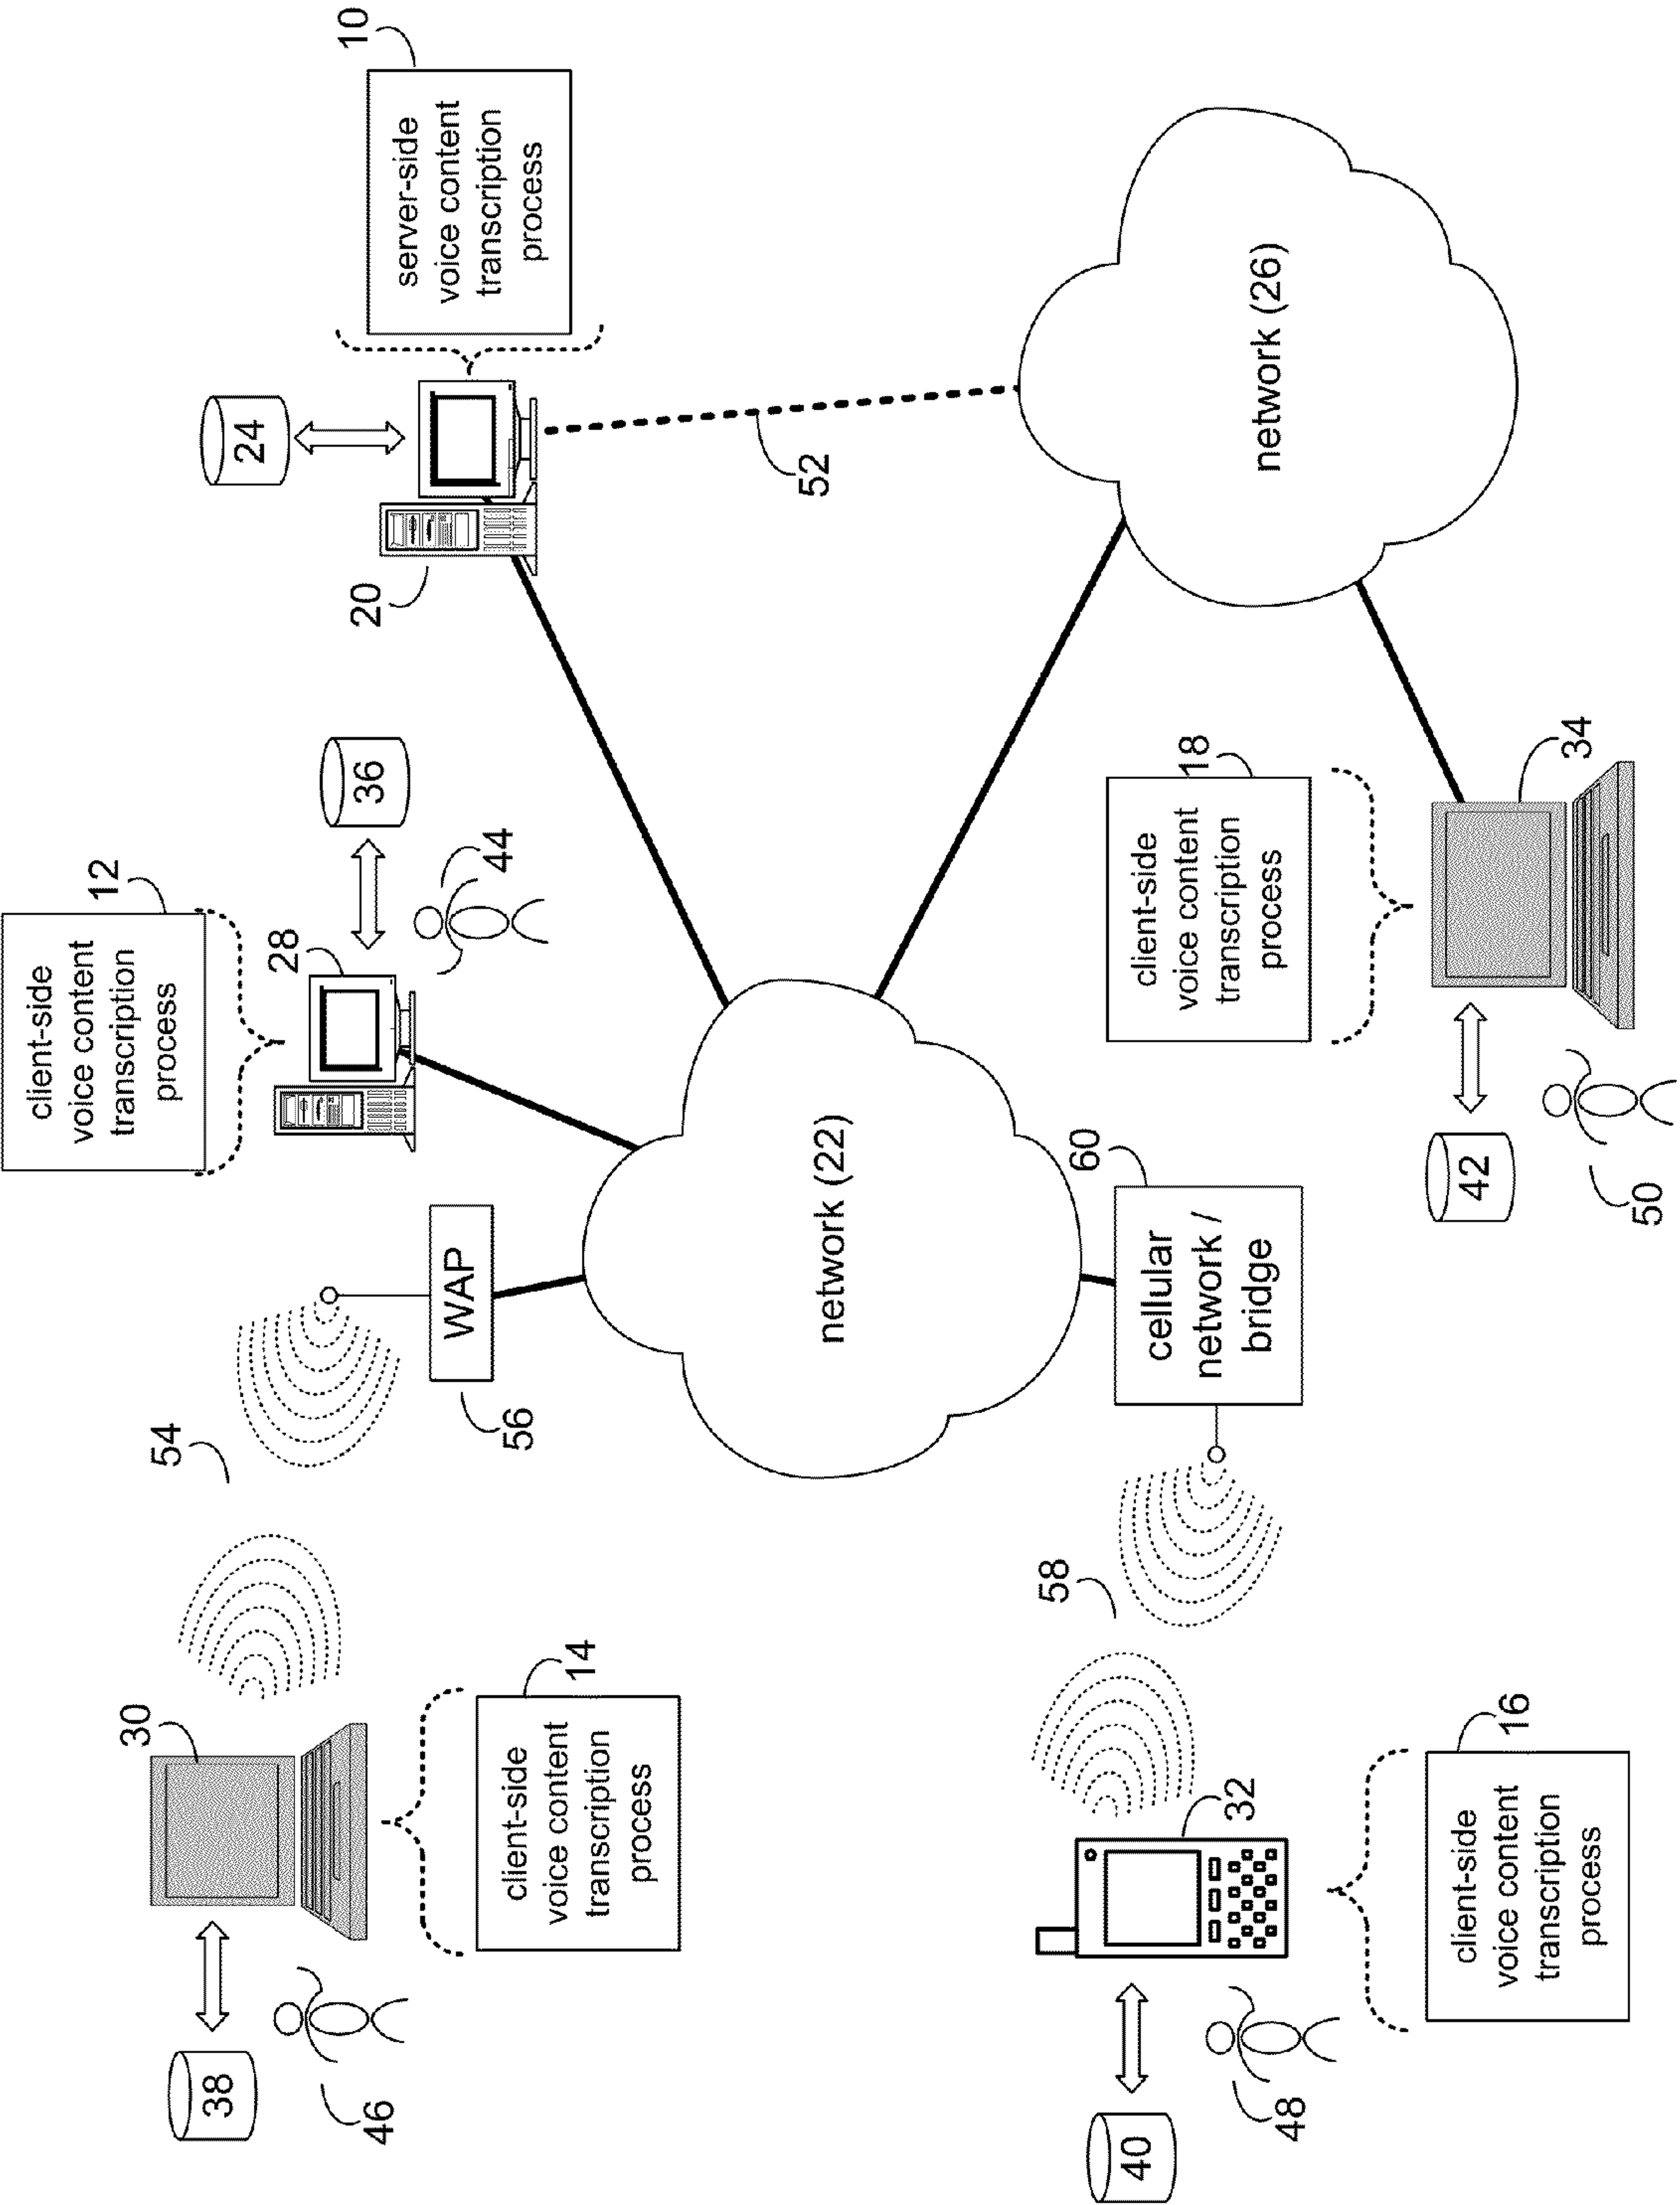 38
46
30
client-side
voice content
transcription
process
14
54
WAP
56
client-side
voice content
transcription
process
12
28
36
44
24
20
server-side
voice content
transcription
process
10
52
network (22)
network (26)
40
48
32
client-side
voice content
transcription
process
16
58
cellular
network /
bridge
60
client-side
voice content
transcription
process
18
42
50
34